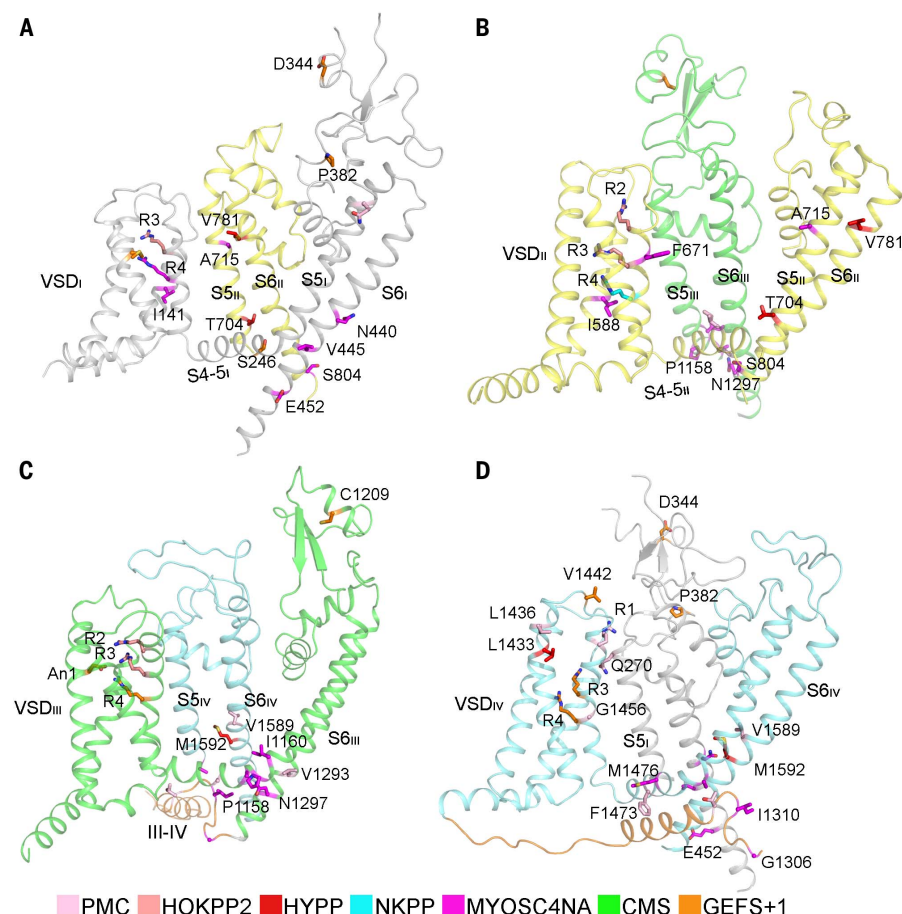 A
D344
P382
R3
V781
VSDI
R4
A715
I141
S5II
S6II
S5I
S6I
T704
N440
S246
V445
S4-5I
S804
E452
B
R2
A715
VSDII
R3
F671
V781
R4
S5III
S6III
S5II
S6II
I588
T704
P1158
S804
S4-5II
N1297
C
C1209
R2
R3
An1
R4
VSDIII
S5IV
S6IV
V1589
S6III
M1592
I1160
V1293
P1158
N1297
III-IV
D
D344
V1442
P382
L1436
R1
L1433
Q270
VSDIV
R3
S6IV
R4
G1456
S5I
V1589
M1476
M1592
F1473
I1310
E452
G1306
PMC HOKPP2 HYPP NKPP MYOSC4NA CMS GEFS+1